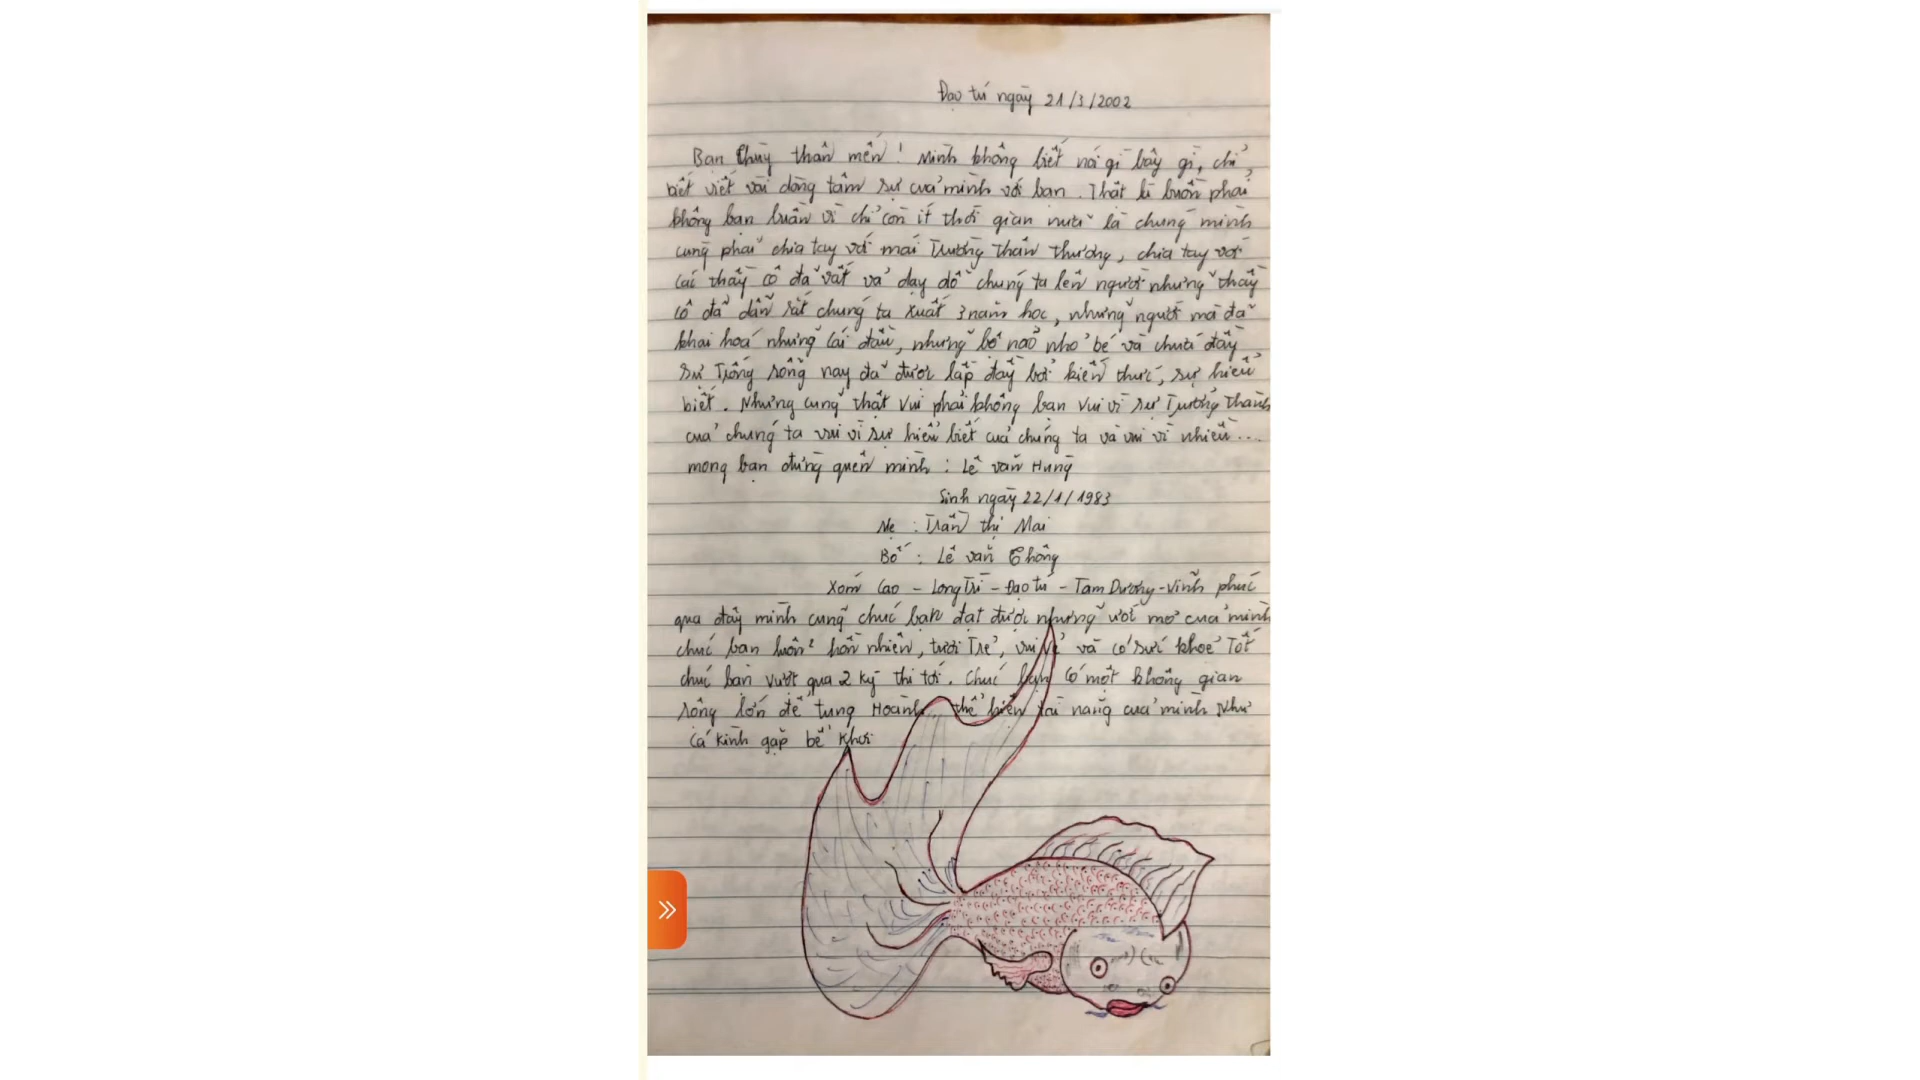 Đạo tú ngày 21/3/2002
Bạn Thùy thân mến! Mình không biết nói gì bây gì, chỉ
biết viết vài dòng tâm sự của mình với bạn. Thật là buồn phải
không bạn buồn vì chỉ còn ít thời gian nữa là chúng mình
cũng phải chia tay với mái Trường thân thương, chia tay với
các thầy cô đã vất vả dạy dỗ chúng ta lên người những thầy
cô đã dẫn rắt chúng ta xuất 3 năm học, những người mà đã
khai hoá những cái đầu, những bộ não nhỏ bé và chưa đầy
sự Trống rỗng nay đã được lấp đầy bởi kiến thức, sự hiểu
biết. Nhưng cũng thật vui phải không bạn vui vì sự Trưởng Thành
của chúng ta vui vì sự hiểu biết của chúng ta và vui vì nhiều....
mong bạn đừng quên mình: Lê văn Hùng
Sinh ngày 22/1/1983
Mẹ: Trần thị Mai
Bố: Lê văn Thông
Xóm Cao - Long Trì - Đạo tú - Tam Dương - Vĩnh phúc
qua đây mình cũng chúc bạn đạt được những ước mơ của mình
chúc bạn luôn² hồn nhiên, tươi Trẻ, vui vẻ và có sức khoẻ Tốt
chúc bạn vượt qua 2 kỳ thi tới. Chúc bạn có một không gian
rộng lớn để tung Hoành thể hiện tài năng của mình Như
Cá kình gặp bể khơi